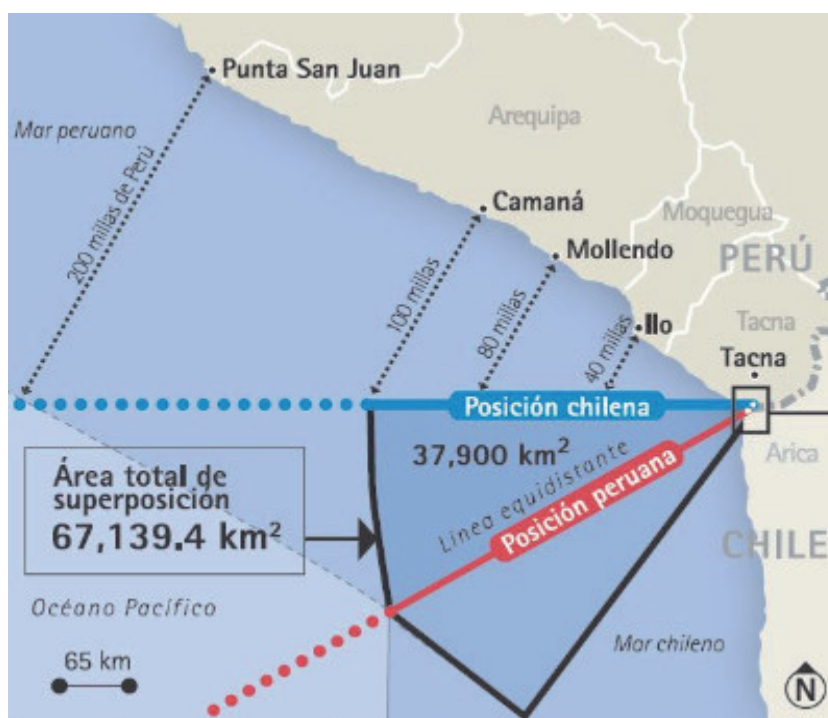 Punta San Juan
Mar peruano
Arequipa
200 millas de Perú
Camaná
Moquegua
Mollendo
PERÚ
100 millas
80 millas
40 millas
Ilo
Tacna
Tacna
Posición chilena
37,900 km²
Área total de
superposición
67,139.4 km²
Línea equidistante
Posición peruana
Arica
CHILE
Océano Pacífico
Mar chileno
65 km
N